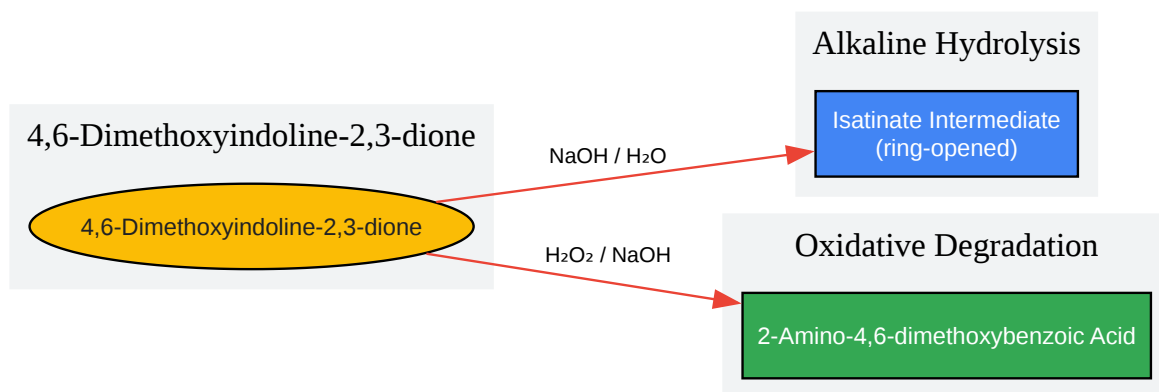 4,6-Dimethoxyindoline-2,3-dione
4,6-Dimethoxyindoline-2,3-dione
NaOH / H₂O
H₂O₂ / NaOH
Alkaline Hydrolysis
Isatinate Intermediate
(ring-opened)
Oxidative Degradation
2-Amino-4,6-dimethoxybenzoic Acid